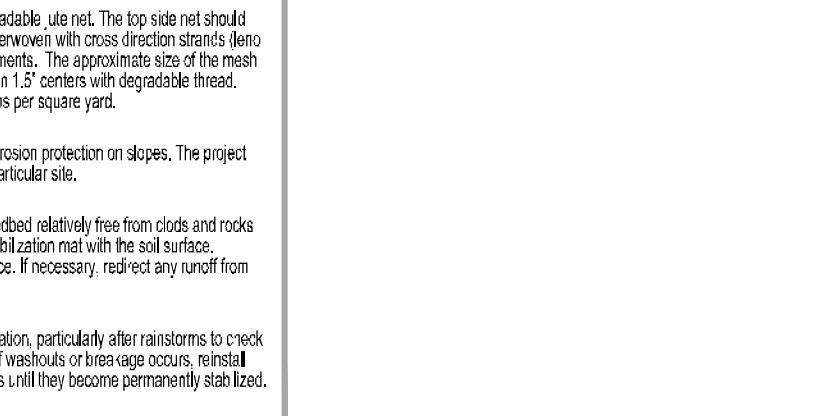 adable jute net. The top side net should
erwoven with cross direction strands (leno
ments. The approximate size of the mesh
n 1.5" centers with degradable thread.
s per square yard.
rosion protection on slopes. The project
articular site.
dbed relatively free from clods and rocks
bilization mat with the soil surface.
ce. If necessary, redirect any runoff from
ation, particularly after rainstorms to check
f washouts or breakage occurs, reinstall
s until they become permanently stabilized.